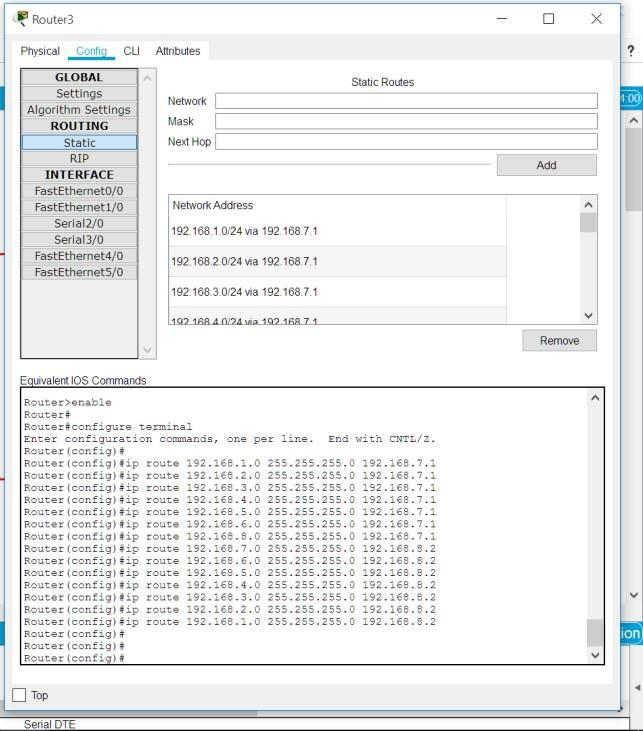 Router3
Physical Config CLI Attributes
?
GLOBAL
Settings
Algorithm Settings
ROUTING
Static
RIP
INTERFACE
FastEthernet0/0
FastEthernet1/0
Serial2/0
Serial3/0
FastEthernet4/0
FastEthernet5/0
Static Routes
Network
Mask
Next Hop
Add
Network Address
192.168.1.0/24 via 192.168.7.1
192.168.2.0/24 via 192.168.7.1
192.168.3.0/24 via 192.168.7.1
192.168.4.0/24 via 192.168.7.1
Remove
4:00
Equivalent IOS Commands
Router>enable
Router#
Router#configure terminal
Enter configuration commands, one per line. End with CNTL/Z.
Router(config)#
Router(config)#ip route 192.168.1.0 255.255.255.0 192.168.7.1
Router(config)#ip route 192.168.2.0 255.255.255.0 192.168.7.1
Router(config)#ip route 192.168.3.0 255.255.255.0 192.168.7.1
Router(config)#ip route 192.168.4.0 255.255.255.0 192.168.7.1
Router(config)#ip route 192.168.5.0 255.255.255.0 192.168.7.1
Router(config)#ip route 192.168.6.0 255.255.255.0 192.168.7.1
Router(config)#ip route 192.168.8.0 255.255.255.0 192.168.7.1
Router(config)#ip route 192.168.7.0 255.255.255.0 192.168.8.2
Router(config)#ip route 192.168.6.0 255.255.255.0 192.168.8.2
Router(config)#ip route 192.168.5.0 255.255.255.0 192.168.8.2
Router(config)#ip route 192.168.4.0 255.255.255.0 192.168.8.2
Router(config)#ip route 192.168.3.0 255.255.255.0 192.168.8.2
Router(config)#ip route 192.168.2.0 255.255.255.0 192.168.8.2
Router(config)#ip route 192.168.1.0 255.255.255.0 192.168.8.2
Router(config)#
Router(config)#
Router(config)#
ion
Top
Serial DTE